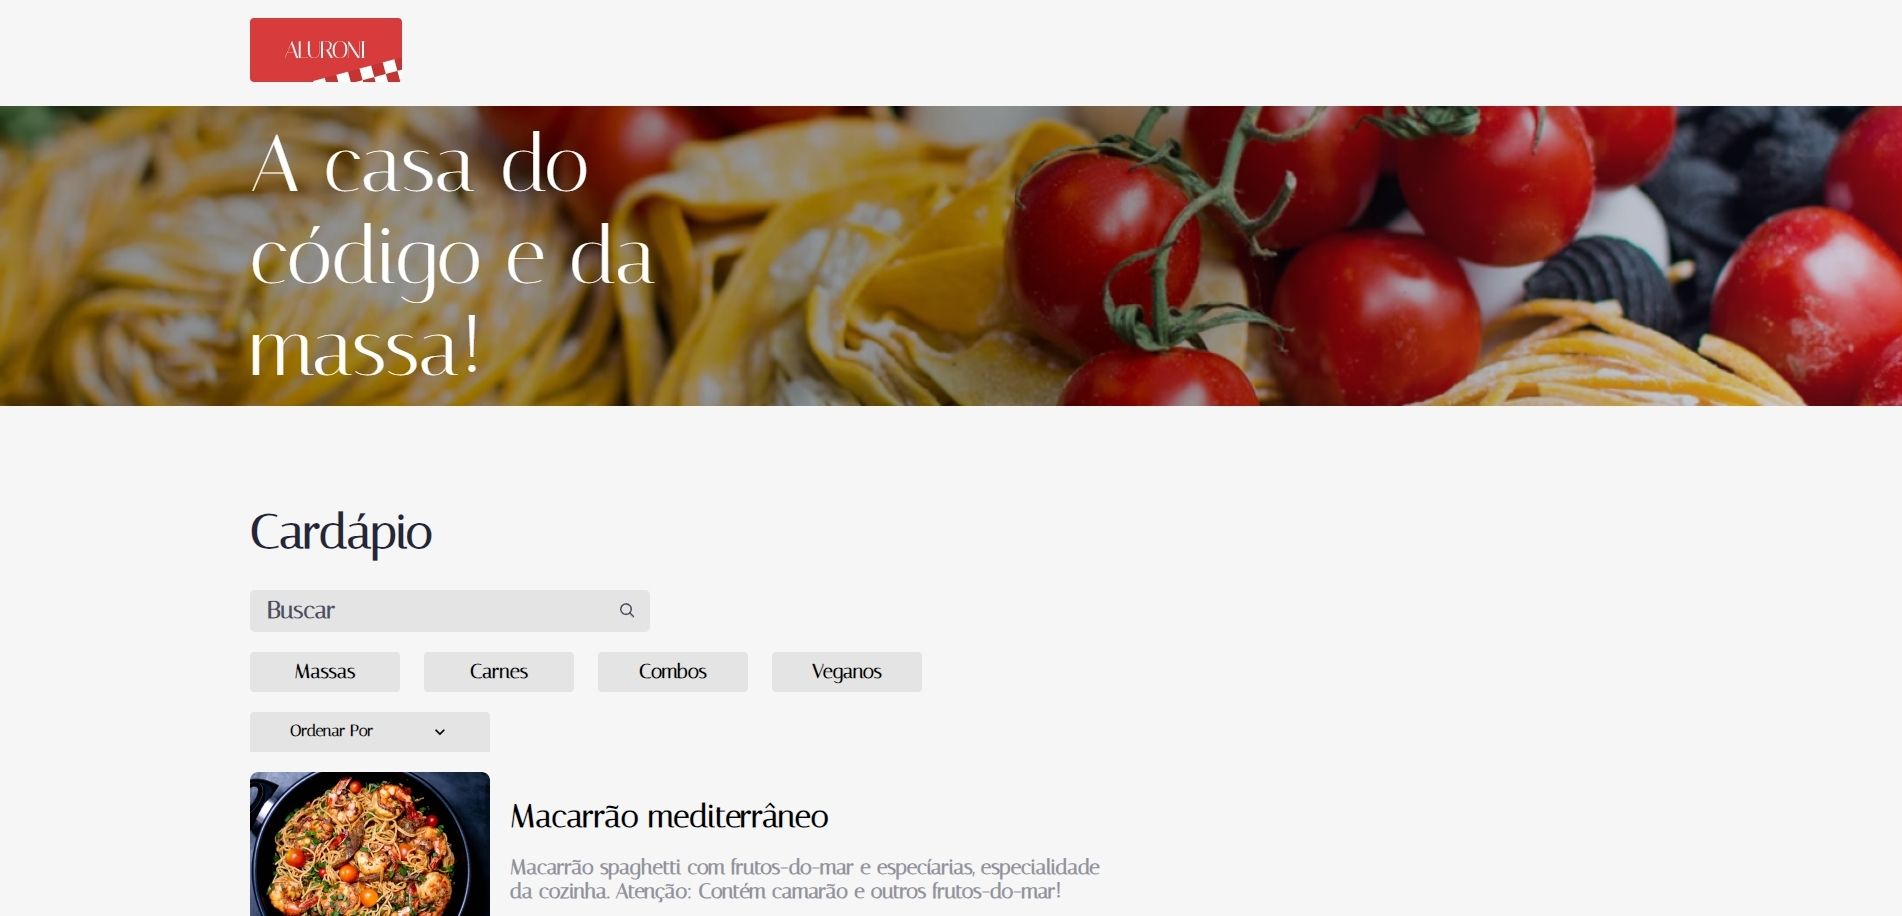 ALURONI
A casa do
código e da
massa!
Cardápio
Buscar
Massas
Carnes
Combos
Veganos
Ordenar Por
Macarrão mediterrâneo
Macarrão spaghetti com frutos-do-mar e especíarias, especialidade
da cozinha. Atenção: Contém camarão e outros frutos-do-mar!